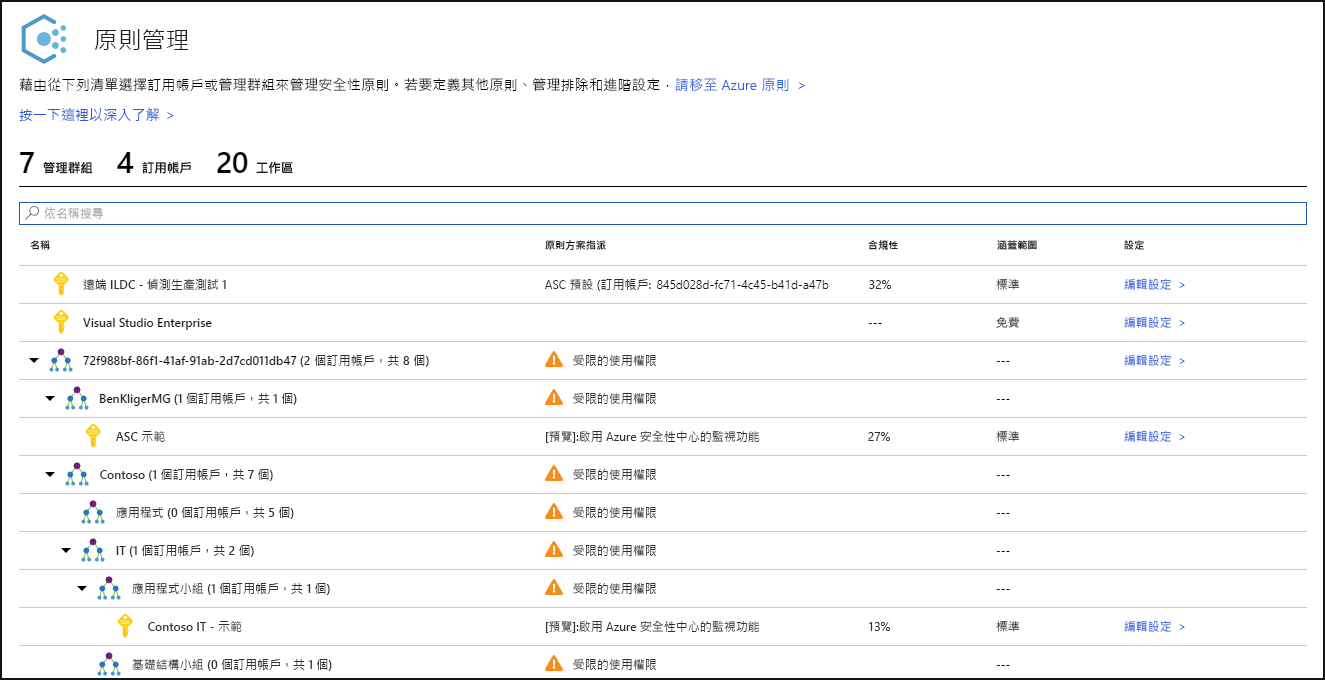 原則管理
藉由從下列清單選擇訂用帳戶或管理群組來管理安全性原則。若要定義其他原則、管理排除和進階設定，請移至 Azure 原則 >
按一下這裡以深入了解 >
7 管理群組 4 訂用帳戶 20 工作區
依名稱搜尋
名稱 原則方案指派 合規性 涵蓋範圍 設定
遠端 ILDC - 偵測生產測試 1 ASC 預設 (訂用帳戶: 845d028d-fc71-4c45-b41d-a47b 32% 標準 編輯設定 >
Visual Studio Enterprise --- 免費 編輯設定 >
72f988bf-86f1-41af-91ab-2d7cd011db47 (2 個訂用帳戶，共 8 個) 受限的使用權限 --- 編輯設定 >
BenKligerMG (1 個訂用帳戶，共 1 個) 受限的使用權限 ---
ASC 示範 [預覽]:啟用 Azure 安全性中心的監視功能 27% 標準 編輯設定 >
Contoso (1 個訂用帳戶，共 7 個) 受限的使用權限 ---
應用程式 (0 個訂用帳戶，共 5 個) 受限的使用權限 ---
IT (1 個訂用帳戶，共 2 個) 受限的使用權限 ---
應用程式小組 (1 個訂用帳戶，共 1 個) 受限的使用權限 ---
Contoso IT - 示範 [預覽]:啟用 Azure 安全性中心的監視功能 13% 標準 編輯設定 >
基礎結構小組 (0 個訂用帳戶，共 1 個) 受限的使用權限 ---